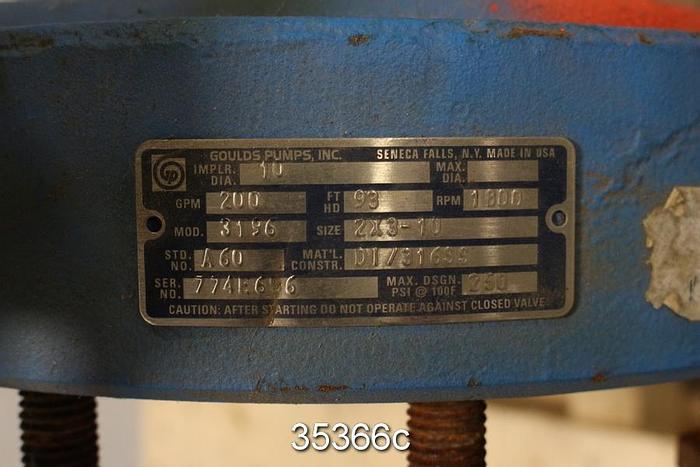 GOULDS PUMPS, INC. SENECA FALLS, N.Y. MADE IN USA
IMPLR. DIA. 10 MAX. DIA.
GPM 200 FT HD 93 RPM 1800
MOD. 3196 SIZE 2X3-10
STD. NO. A60 MAT'L. CONSTR. DI/316SS
SER. NO. MAX. DSGN. PSI @ 100F 250
CAUTION: AFTER STARTING DO NOT OPERATE AGAINST CLOSED VALVE
35366c